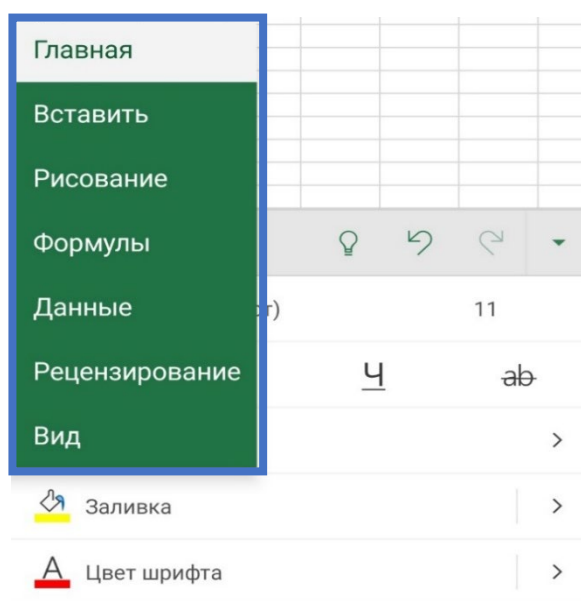 Главная
Вставить
Рисование
Формулы
Данные
т) 11
Рецензирование
Ч ab
Вид
Заливка
А Цвет шрифта